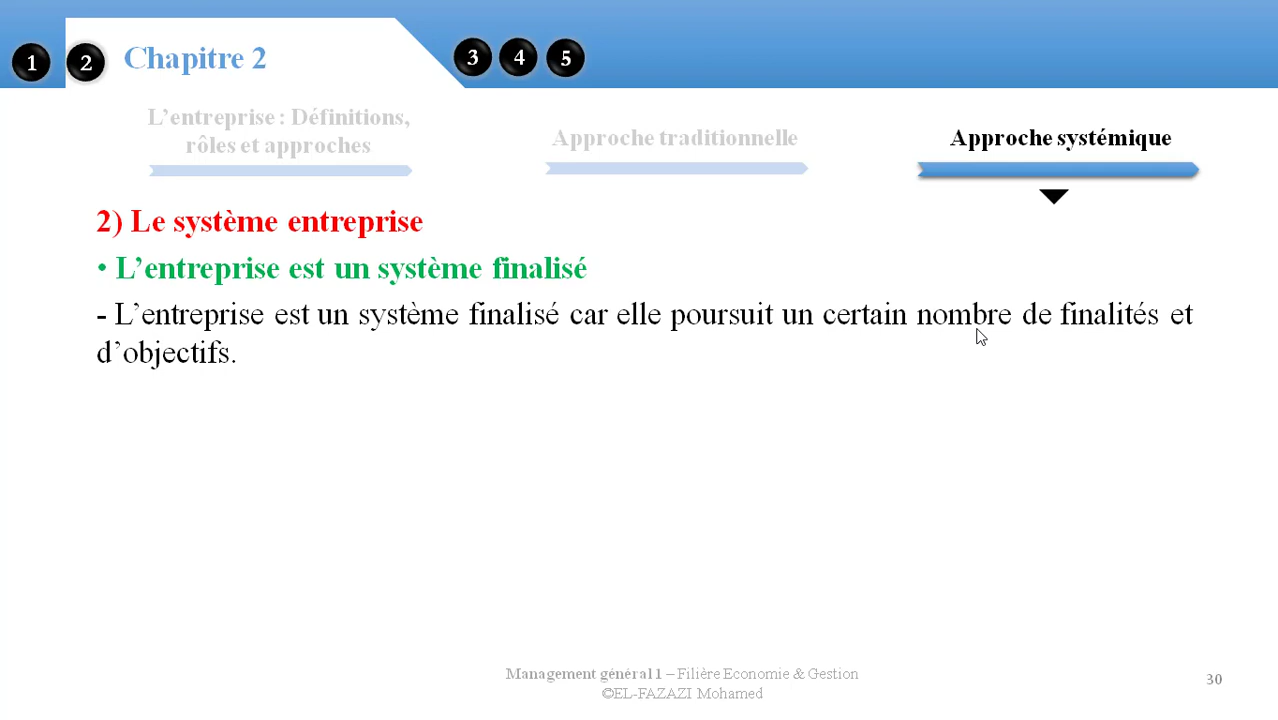 1
2
Chapitre 2
3
4
5
L’entreprise : Définitions,
rôles et approches
Approche traditionnelle
Approche systémique
2) Le système entreprise
• L’entreprise est un système finalisé
- L’entreprise est un système finalisé car elle poursuit un certain nombre de finalités et
d’objectifs.
Management général 1 – Filière Economie & Gestion
©EL-FAZAZI Mohamed
30